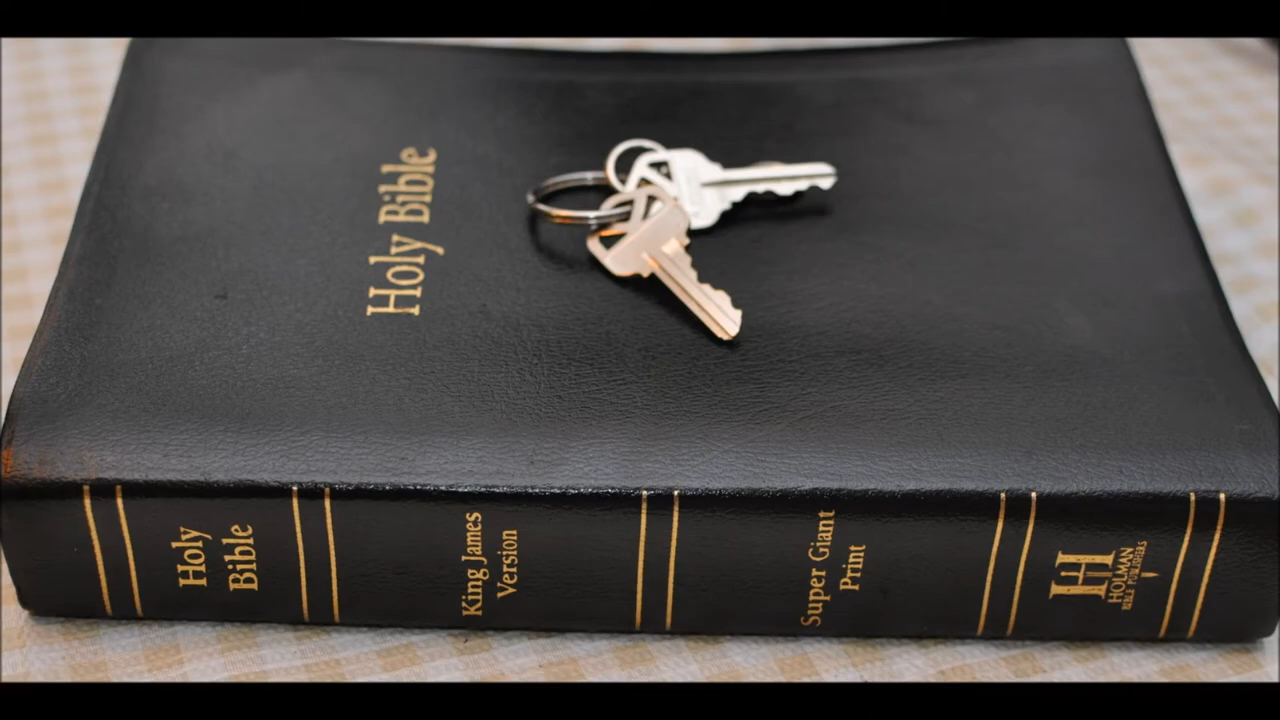 Holy Bible
Holy
Bible
King James
Version
Super Giant
Print
HOLMAN
BIBLE PUBLISHERS